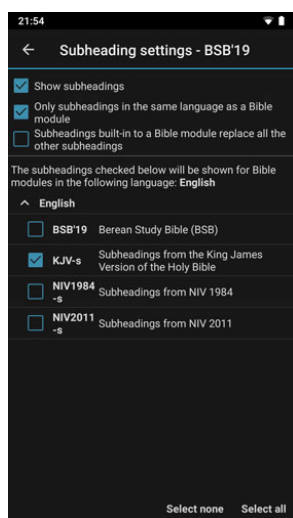 21:54
Subheading settings - BSB'19
Show subheadings
Only subheadings in the same language as a Bible
module
Subheadings built-in to a Bible module replace all the
other subheadings
The subheadings checked below will be shown for Bible
modules in the following language: English
English
BSB'19 Berean Study Bible (BSB)
KJV-s Subheadings from the King James
Version of the Holy Bible
NIV1984
-s Subheadings from NIV 1984
NIV2011
-s Subheadings from NIV 2011
Select none Select all